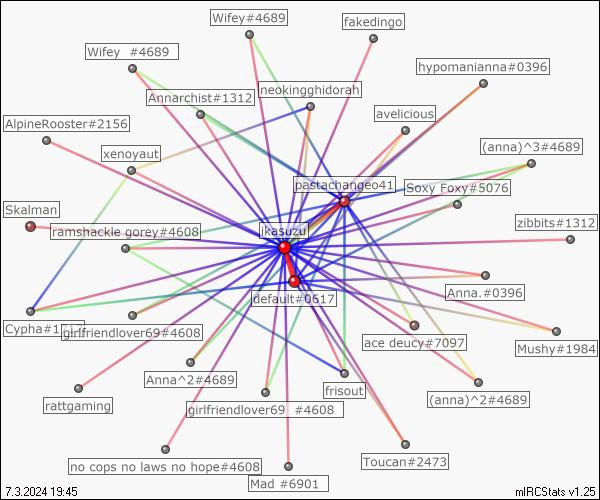 Wifey#4689
fakedingo
Wifey  #4689
hypomanianna#0396
neokingghidorah
Annarchist#1312
avelicious
AlpineRooster#2156
(anna)^3#4689
xenoyaut
pastachangeo41
Soxy Foxy#5076
Skalman
zibbits#1312
ramshackle gorey#4608
ikasuzu
Anna.#0396
default#0617
Cypha#1
girlfriendlover69#4608
ace deucy#7097
Mushy#1984
Anna^2#4689
frisout
rattgaming
girlfriendlover69  #4608
(anna)^2#4689
no cops no laws no hope#4608
Toucan#2473
Mad #6901
7.3.2024 19:45
mIRCStats v1.25